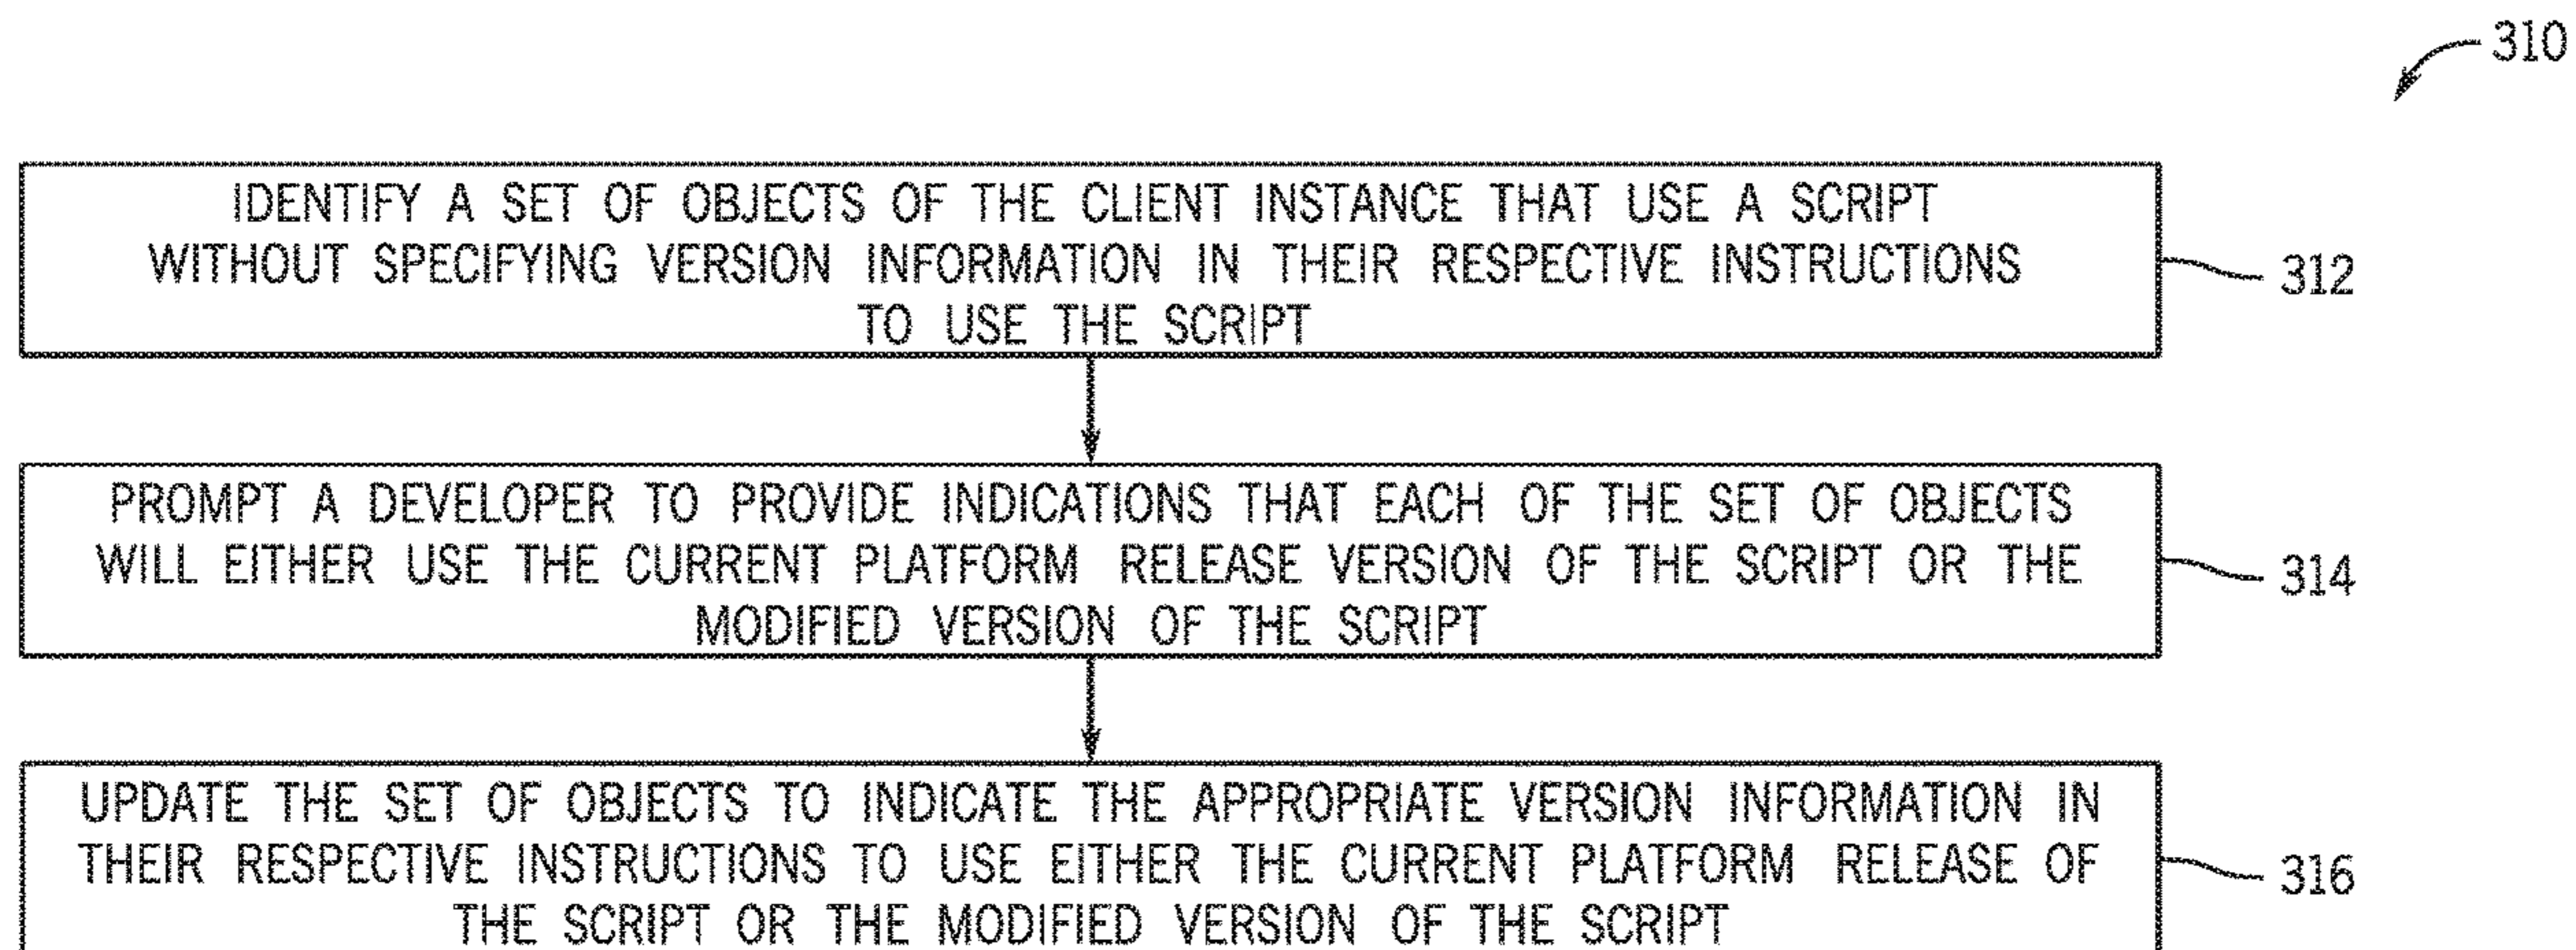 310
IDENTIFY A SET OF OBJECTS OF THE CLIENT INSTANCE THAT USE A SCRIPT
WITHOUT SPECIFYING VERSION INFORMATION IN THEIR RESPECTIVE INSTRUCTIONS
TO USE THE SCRIPT
312
PROMPT A DEVELOPER TO PROVIDE INDICATIONS THAT EACH OF THE SET OF OBJECTS
WILL EITHER USE THE CURRENT PLATFORM RELEASE VERSION OF THE SCRIPT OR THE
MODIFIED VERSION OF THE SCRIPT
314
UPDATE THE SET OF OBJECTS TO INDICATE THE APPROPRIATE VERSION INFORMATION IN
THEIR RESPECTIVE INSTRUCTIONS TO USE EITHER THE CURRENT PLATFORM RELEASE OF
THE SCRIPT OR THE MODIFIED VERSION OF THE SCRIPT
316